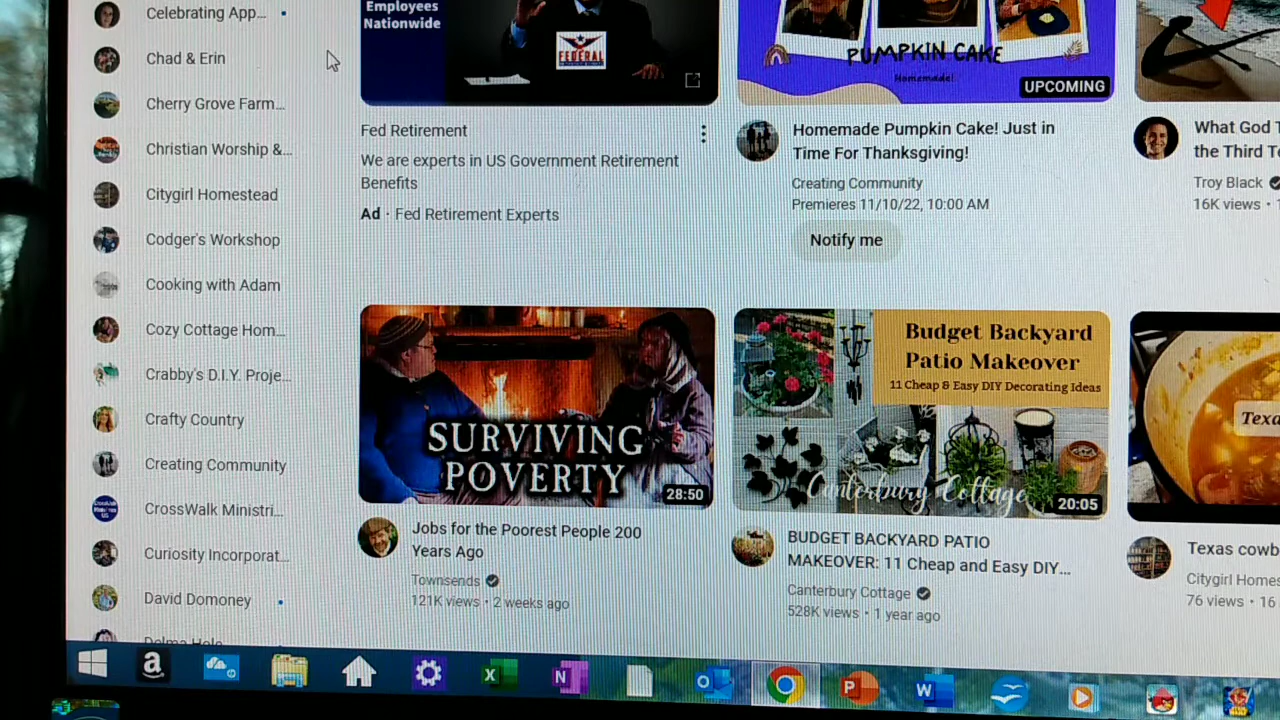 Celebrating App...
Chad & Erin
Cherry Grove Farm...
Christian Worship &...
Citygirl Homestead
Codger's Workshop
Cooking with Adam
Cozy Cottage Hom...
Crabby's D.I.Y. Proje...
Crafty Country
Creating Community
CrossWalk Ministri...
Curiosity Incorporat...
David Domoney
Employees
Nationwide
FEDERAL
Fed Retirement
We are experts in US Government Retirement
Benefits
Ad · Fed Retirement Experts
PUMPKIN CAKE
Homemade!
UPCOMING
Homemade Pumpkin Cake! Just in
Time For Thanksgiving!
Creating Community
Premieres 11/10/22, 10:00 AM
Notify me
What God T
the Third Te
Troy Black
16K views •
SURVIVING
POVERTY
28:50
Jobs for the Poorest People 200
Years Ago
Townsends
121K views • 2 weeks ago
Budget Backyard
Patio Makeover
11 Cheap & Easy DIY Decorating Ideas
Canterbury Cottage
20:05
BUDGET BACKYARD PATIO
MAKEOVER: 11 Cheap and Easy DIY...
Canterbury Cottage
528K views • 1 year ago
Texa
Texas cowb
Citygirl Homes
76 views • 16
a
X
N
O
P
W